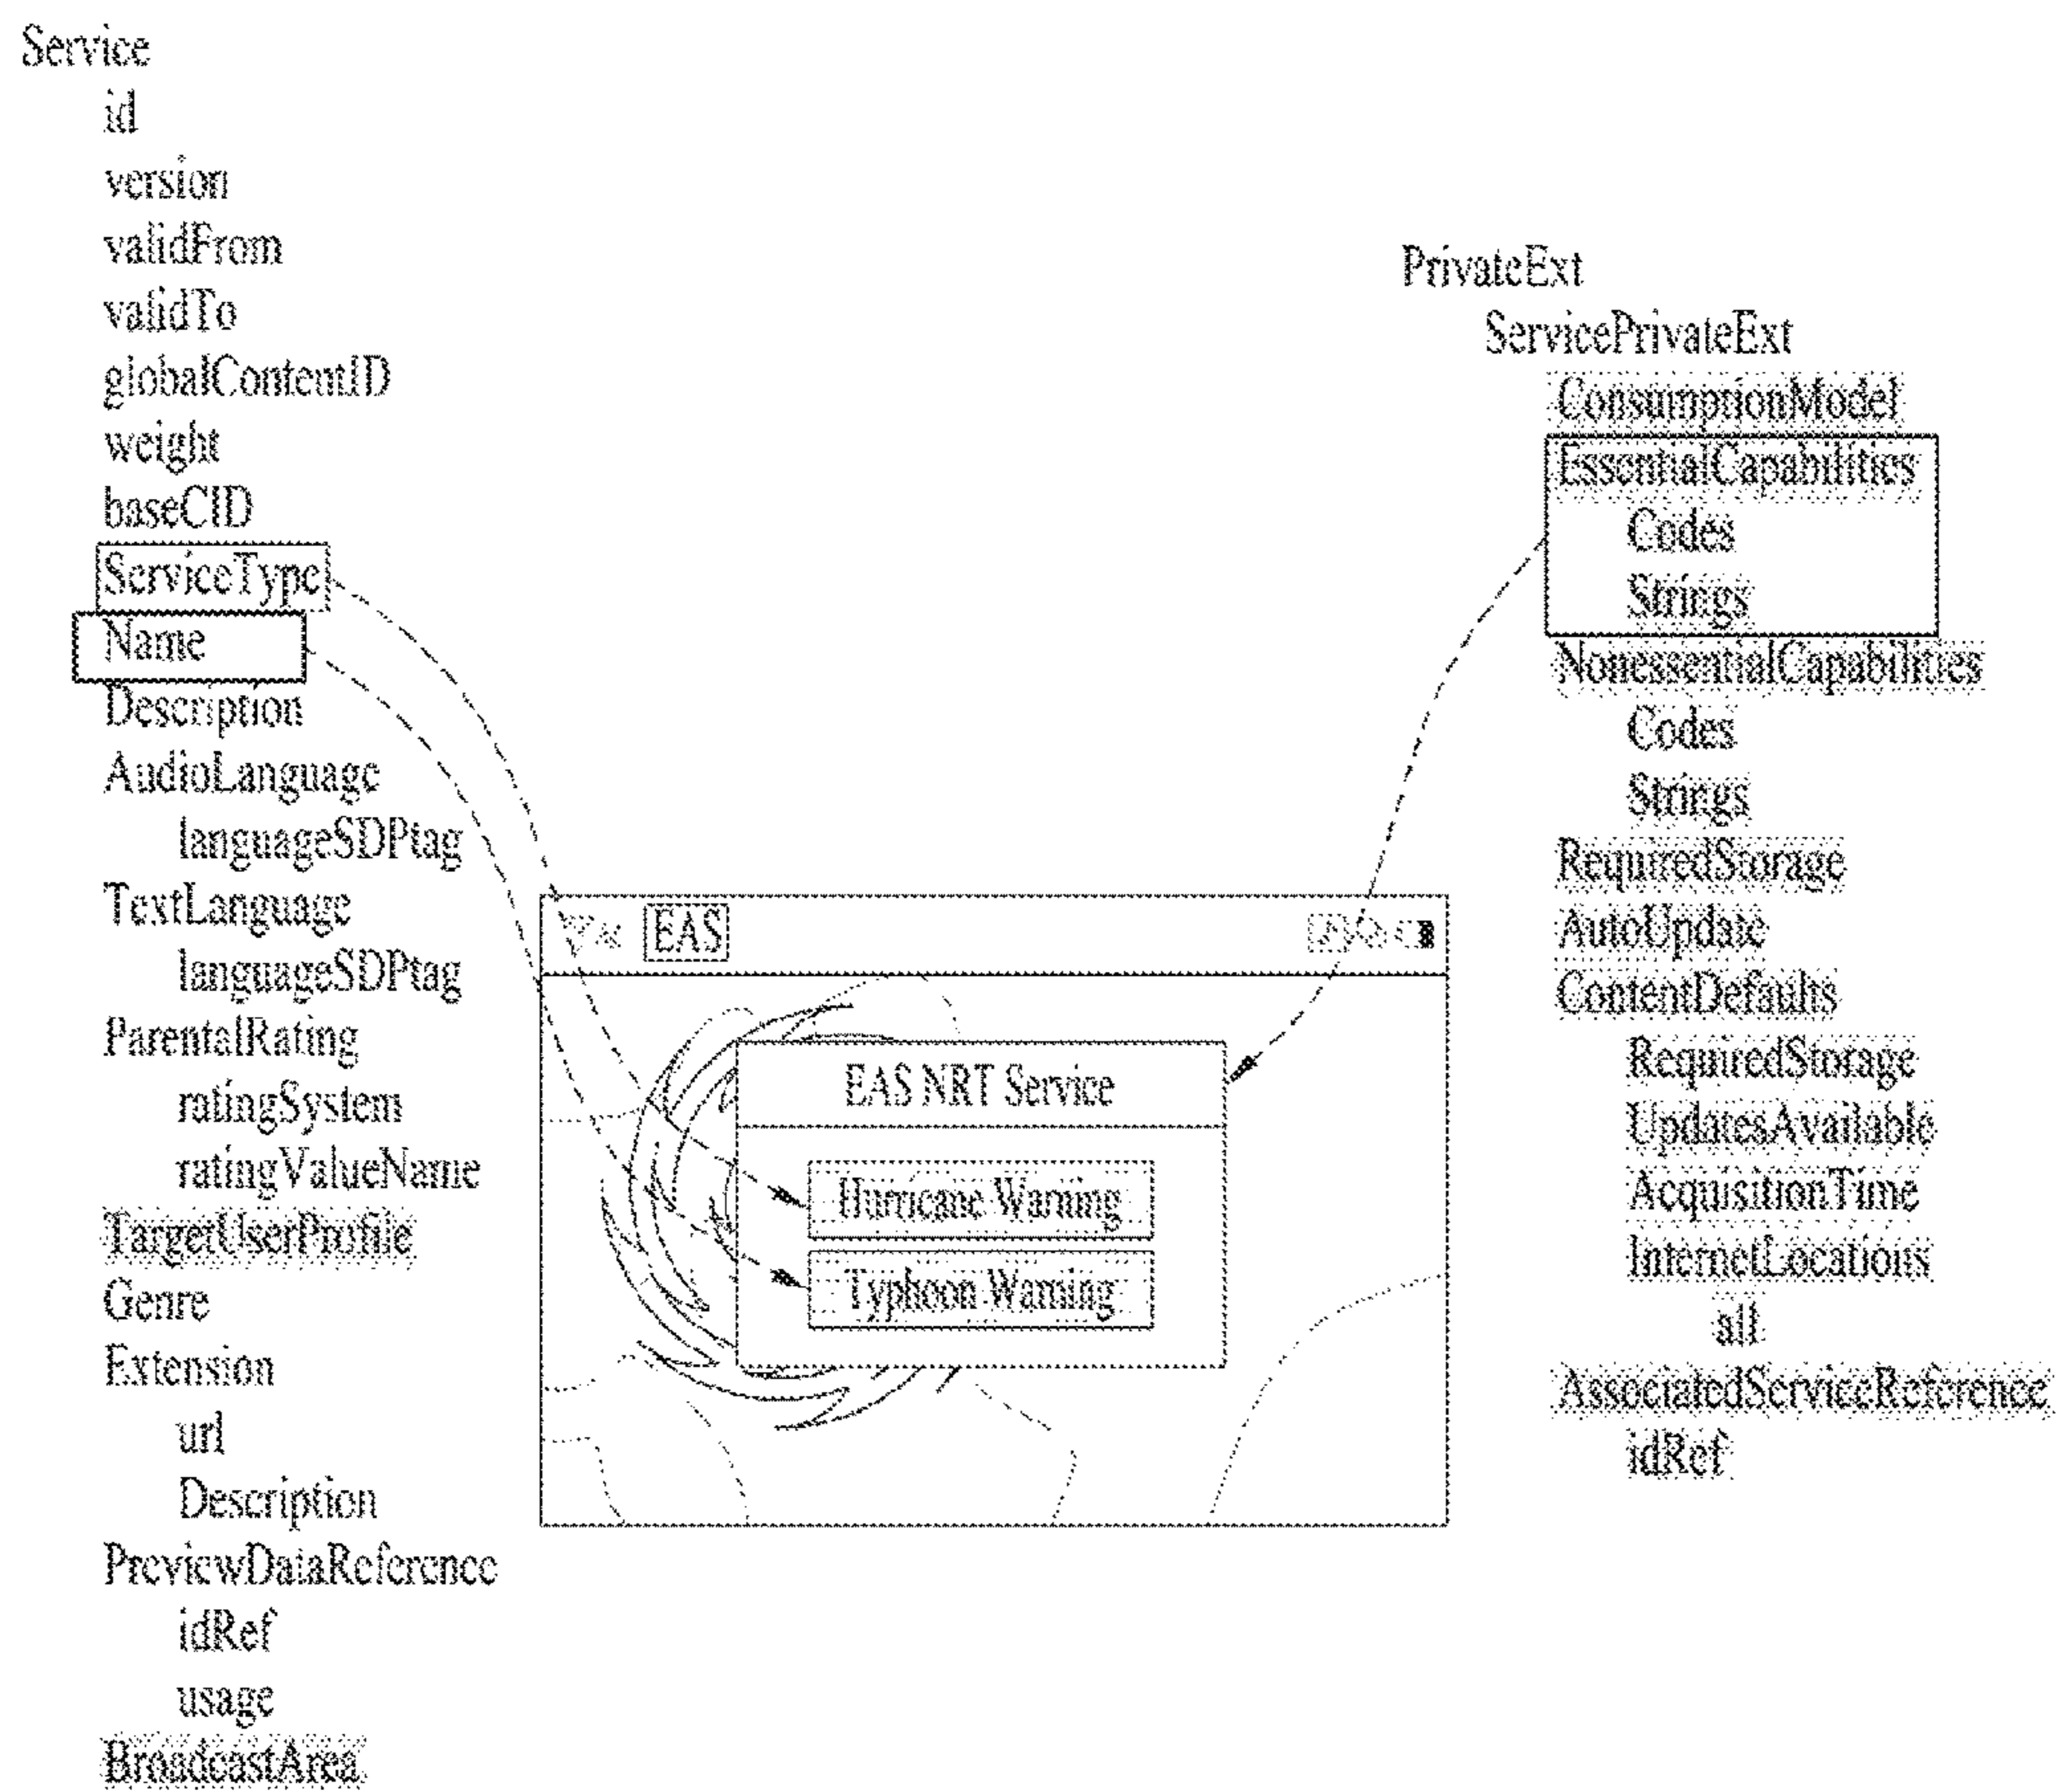 Service
id
version
validFrom
validTo
globalContentID
weight
baseCID
ServiceType
Name
Description
AudioLanguage
languageSDPtag
TextLanguage
languageSDPtag
ParentalRating
ratingSystem
ratingValueName
TargetUserProfile
Genre
Extension
url
Description
PreviewDataReference
idRef
usage
BroadcastArea
EAS
EAS NRT Service
Hurricane Warning
Typhoon Warning
PrivateExt
ServicePrivateExt
ConsumptionModel
EssentialCapabilities
Codes
Strings
NonessentialCapabilities
Codes
Strings
RequiredStorage
AutoUpdate
ContentDefaults
RequiredStorage
UpdatesAvailable
AcquisitionTime
InternetLocations
all
AssociatedServiceReference
idRef